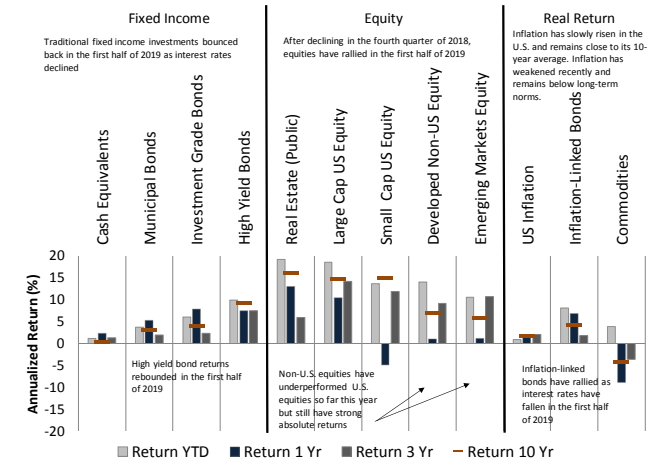 Fixed Income
Equity
Real Return
Traditional fixed income investments bounced
back in the first half of 2019 as interest rates
declined
After declining in the fourth quarter of 2018,
equities have rallied in the first half of 2019
Inflation has slowly risen in the
U.S. and remains close to its 10-
year average. Inflation has
weakened recently and
remains below long-term
norms.
Cash Equivalents
Municipal Bonds
Investment Grade Bonds
High Yield Bonds
Real Estate (Public)
Large Cap US Equity
Small Cap US Equity
Developed Non-US Equity
Emerging Markets Equity
US Inflation
Inflation-Linked Bonds
Commodities
Annualized Return (%)
20
15
10
5
0
-5
-10
-15
-20
High yield bond returns
rebounded in the first half
of 2019
Non-U.S. equities have
underperformed U.S.
equities so far this year
but still have strong
absolute returns
Inflation-linked
bonds have rallied as
interest rates have
fallen in the first half
of 2019
Return YTD
Return 1 Yr
Return 3 Yr
Return 10 Yr